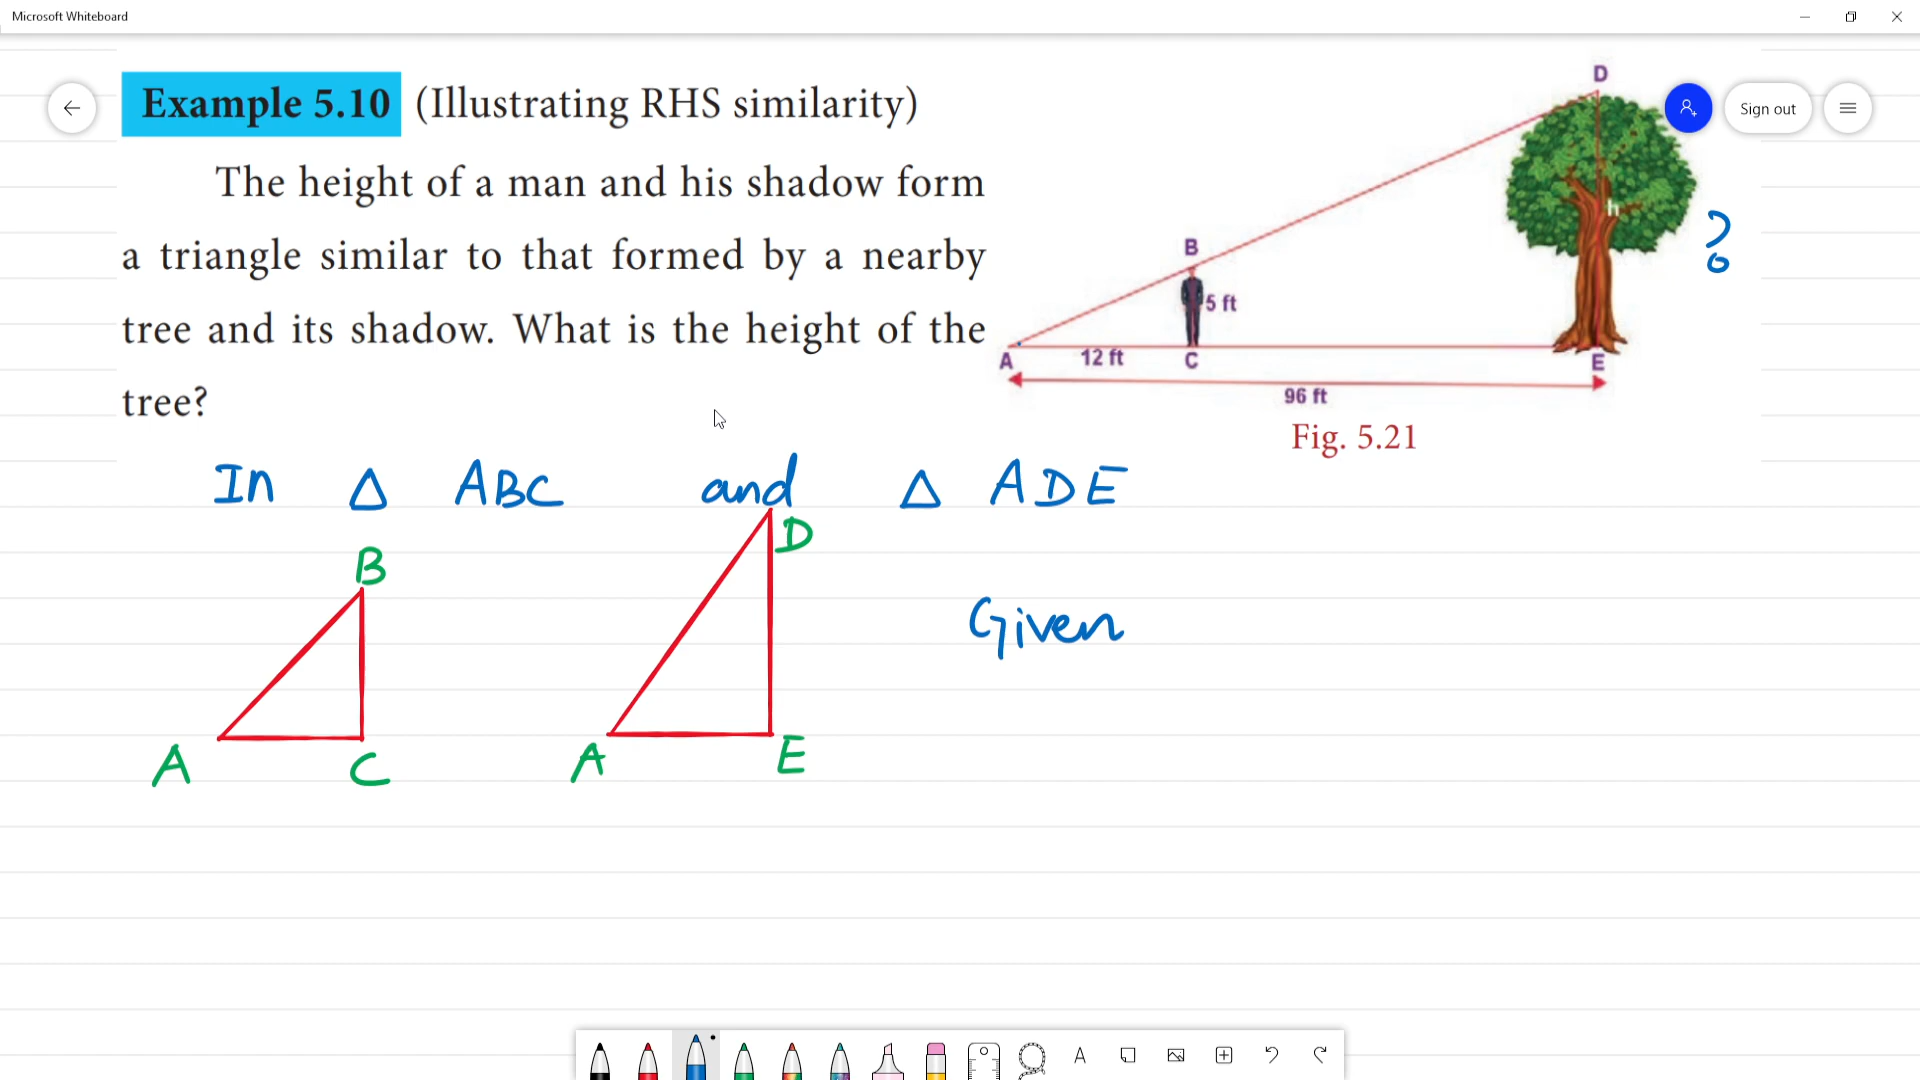 Microsoft Whiteboard
Example 5.10 (Illustrating RHS similarity)
The height of a man and his shadow form
a triangle similar to that formed by a nearby
tree and its shadow. What is the height of the
tree?
D
Sign out
h
?
B
5 ft
A
12 ft
C
E
96 ft
Fig. 5.21
In Δ ABC and Δ ADE
D
B
Given
A
C
A
E
A